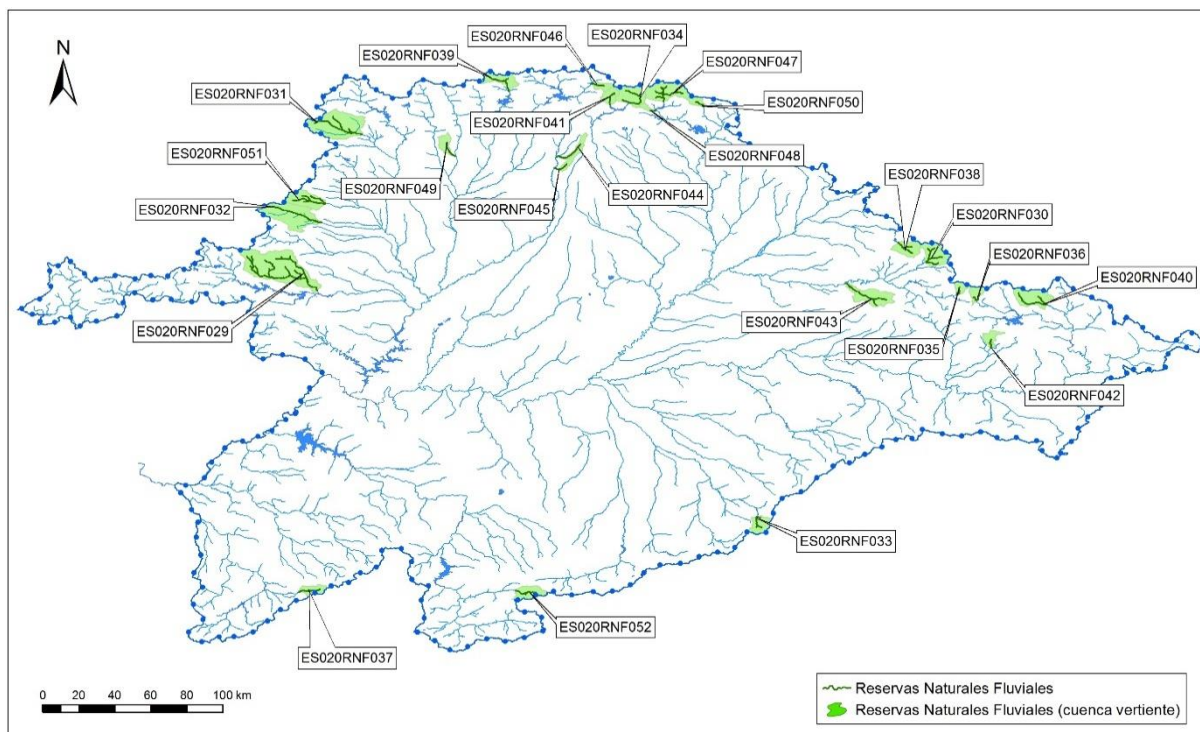 N
ES020RNF046
ES020RNF034
ES020RNF039
ES020RNF047
ES020RNF031
ES020RNF050
ES020RNF041
ES020RNF051
ES020RNF048
ES020RNF049
ES020RNF038
ES020RNF044
ES020RNF032
ES020RNF045
ES020RNF030
ES020RNF036
ES020RNF040
ES020RNF043
ES020RNF029
ES020RNF035
ES020RNF042
ES020RNF033
ES020RNF052
ES020RNF037
Reservas Naturales Fluviales
0 20 40 60 80 100 km
Reservas Naturales Fluviales (cuenca vertiente)